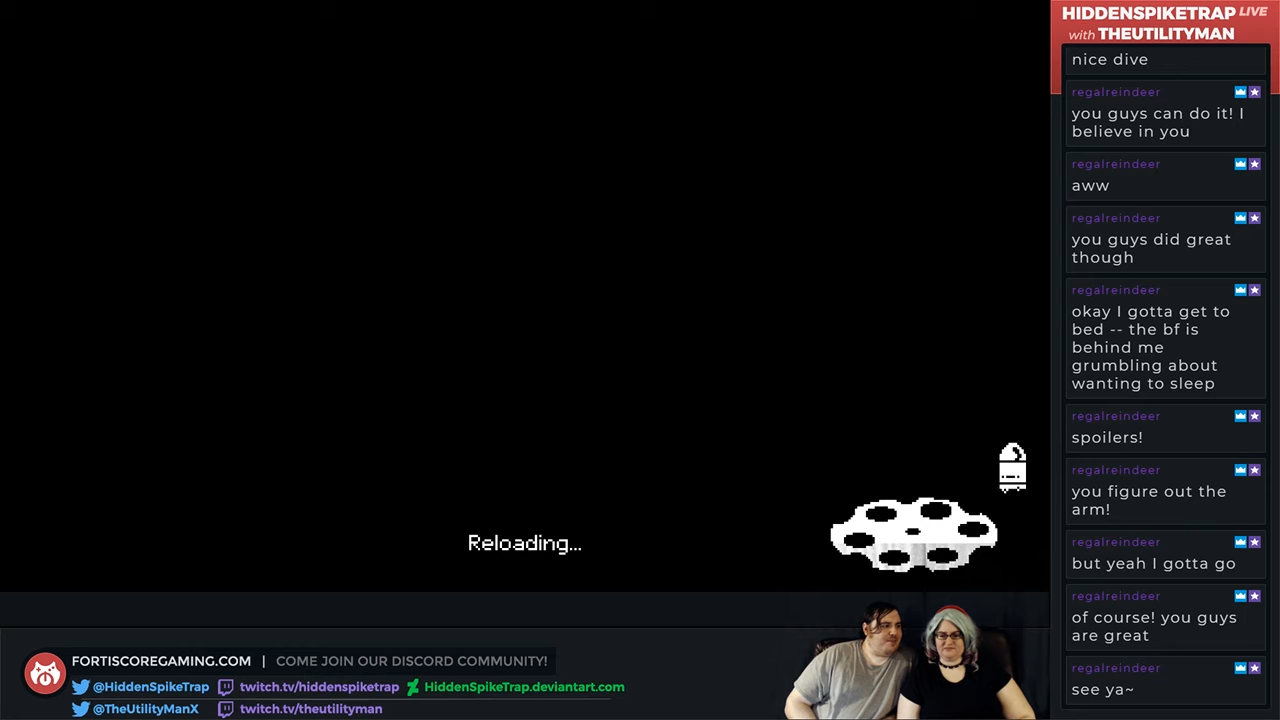 HIDDENSPIKETRAP LIVE
with THEUTILITYMAN
nice dive
regalreindeer
you guys can do it! I
believe in you
regalreindeer
aww
regalreindeer
you guys did great
though
regalreindeer
okay I gotta get to
bed -- the bf is
behind me
grumbling about
wanting to sleep
regalreindeer
spoilers!
regalreindeer
you figure out the
arm!
regalreindeer
but yeah I gotta go
regalreindeer
of course! you guys
are great
regalreindeer
see ya~
Reloading...
FORTISCOREGAMING.COM | COME JOIN OUR DISCORD COMMUNITY!
@HiddenSpikeTrap twitch.tv/hiddenspiketrap HiddenSpikeTrap.deviantart.com
@TheUtilityManX twitch.tv/theutilityman